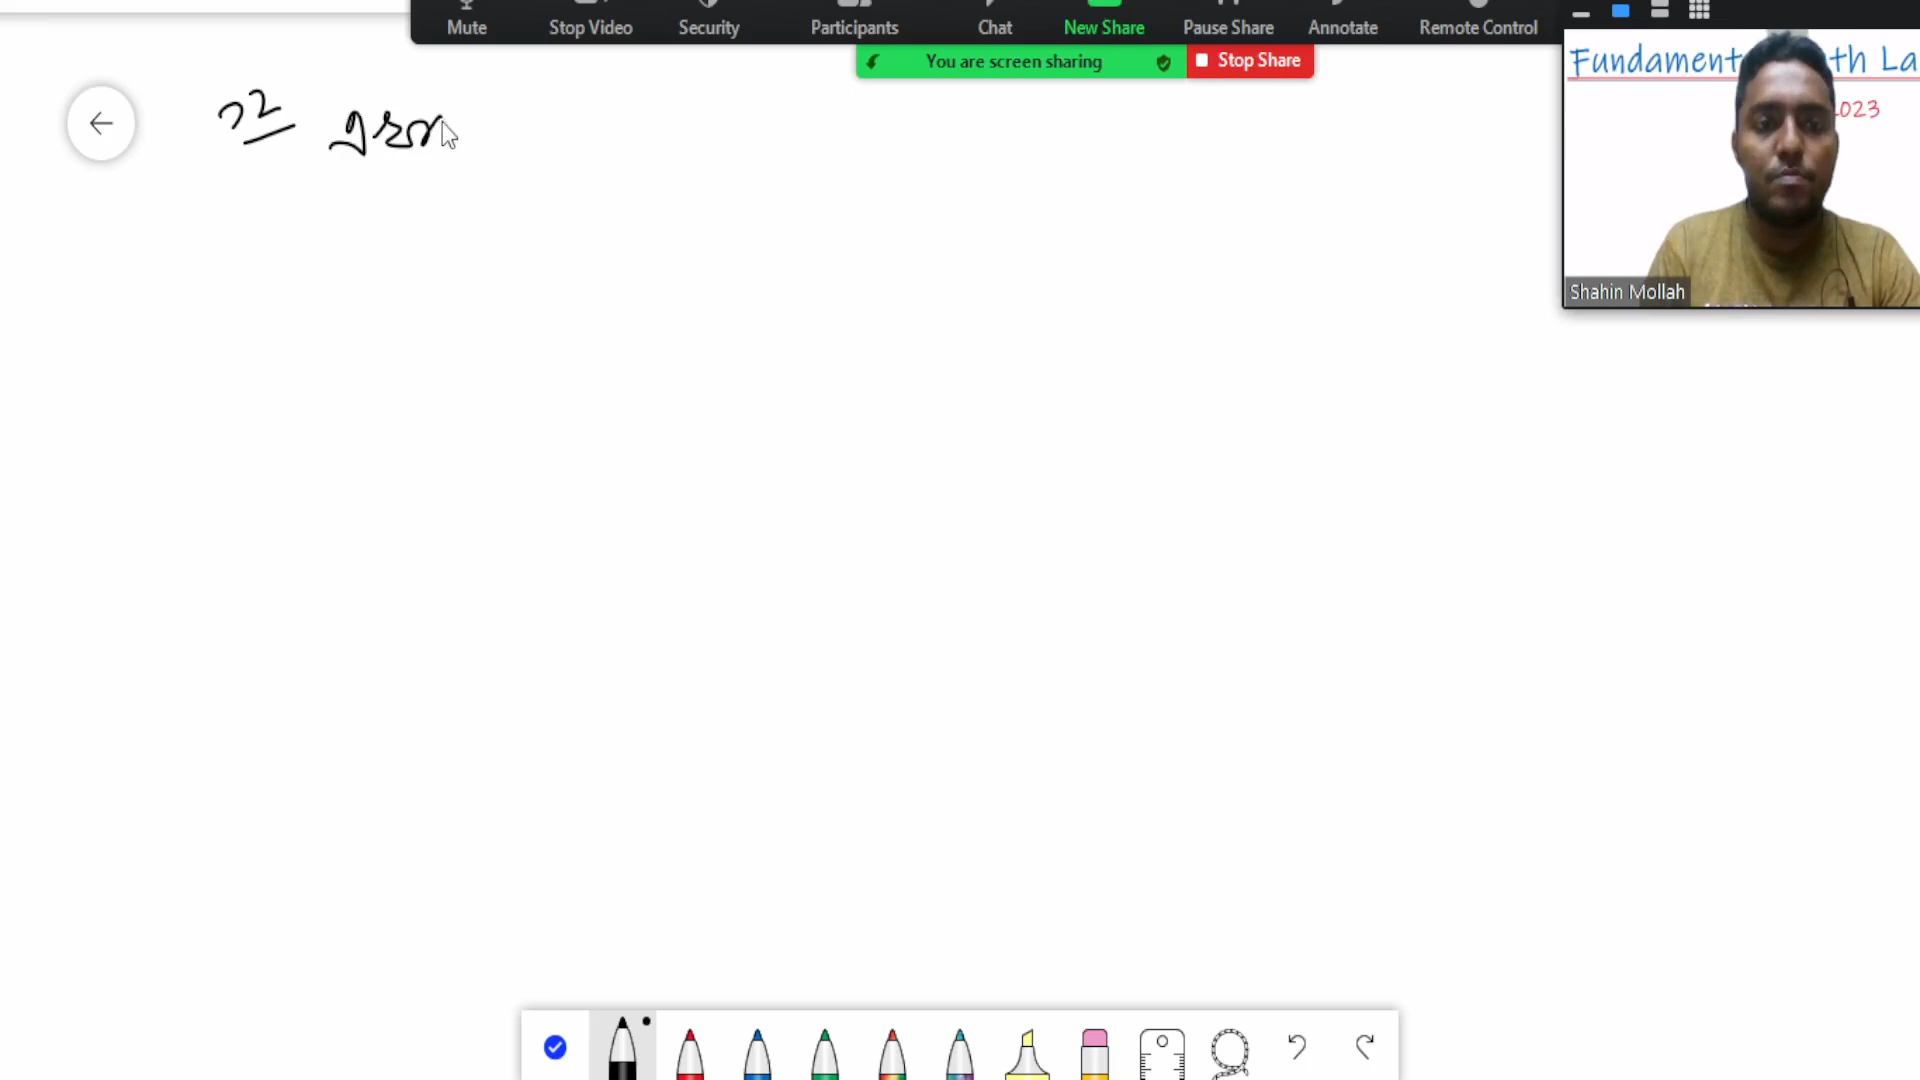 Mute Stop Video Security Participants Chat New Share Pause Share Annotate Remote Control
You are screen sharing Stop Share
Fundament th La
2023
Shahin Mollah